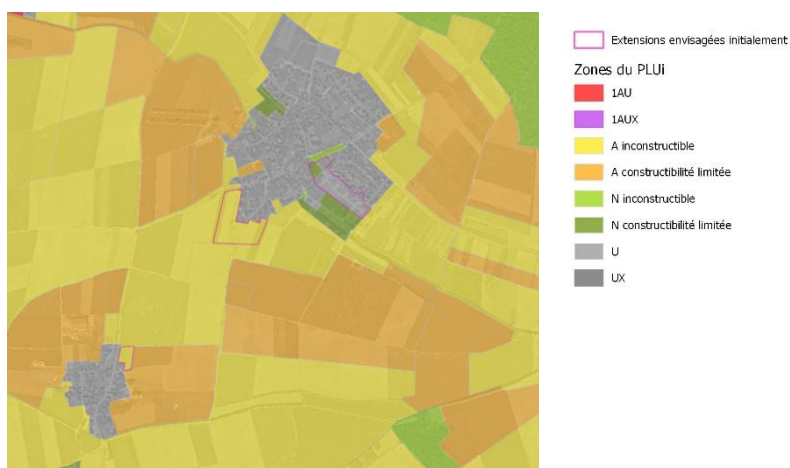 Extensions envisagées initialement
Zones du PLUi
1AU
1AUX
A inconstructible
A constructibilité limitée
N inconstructible
N constructibilité limitée
U
UX